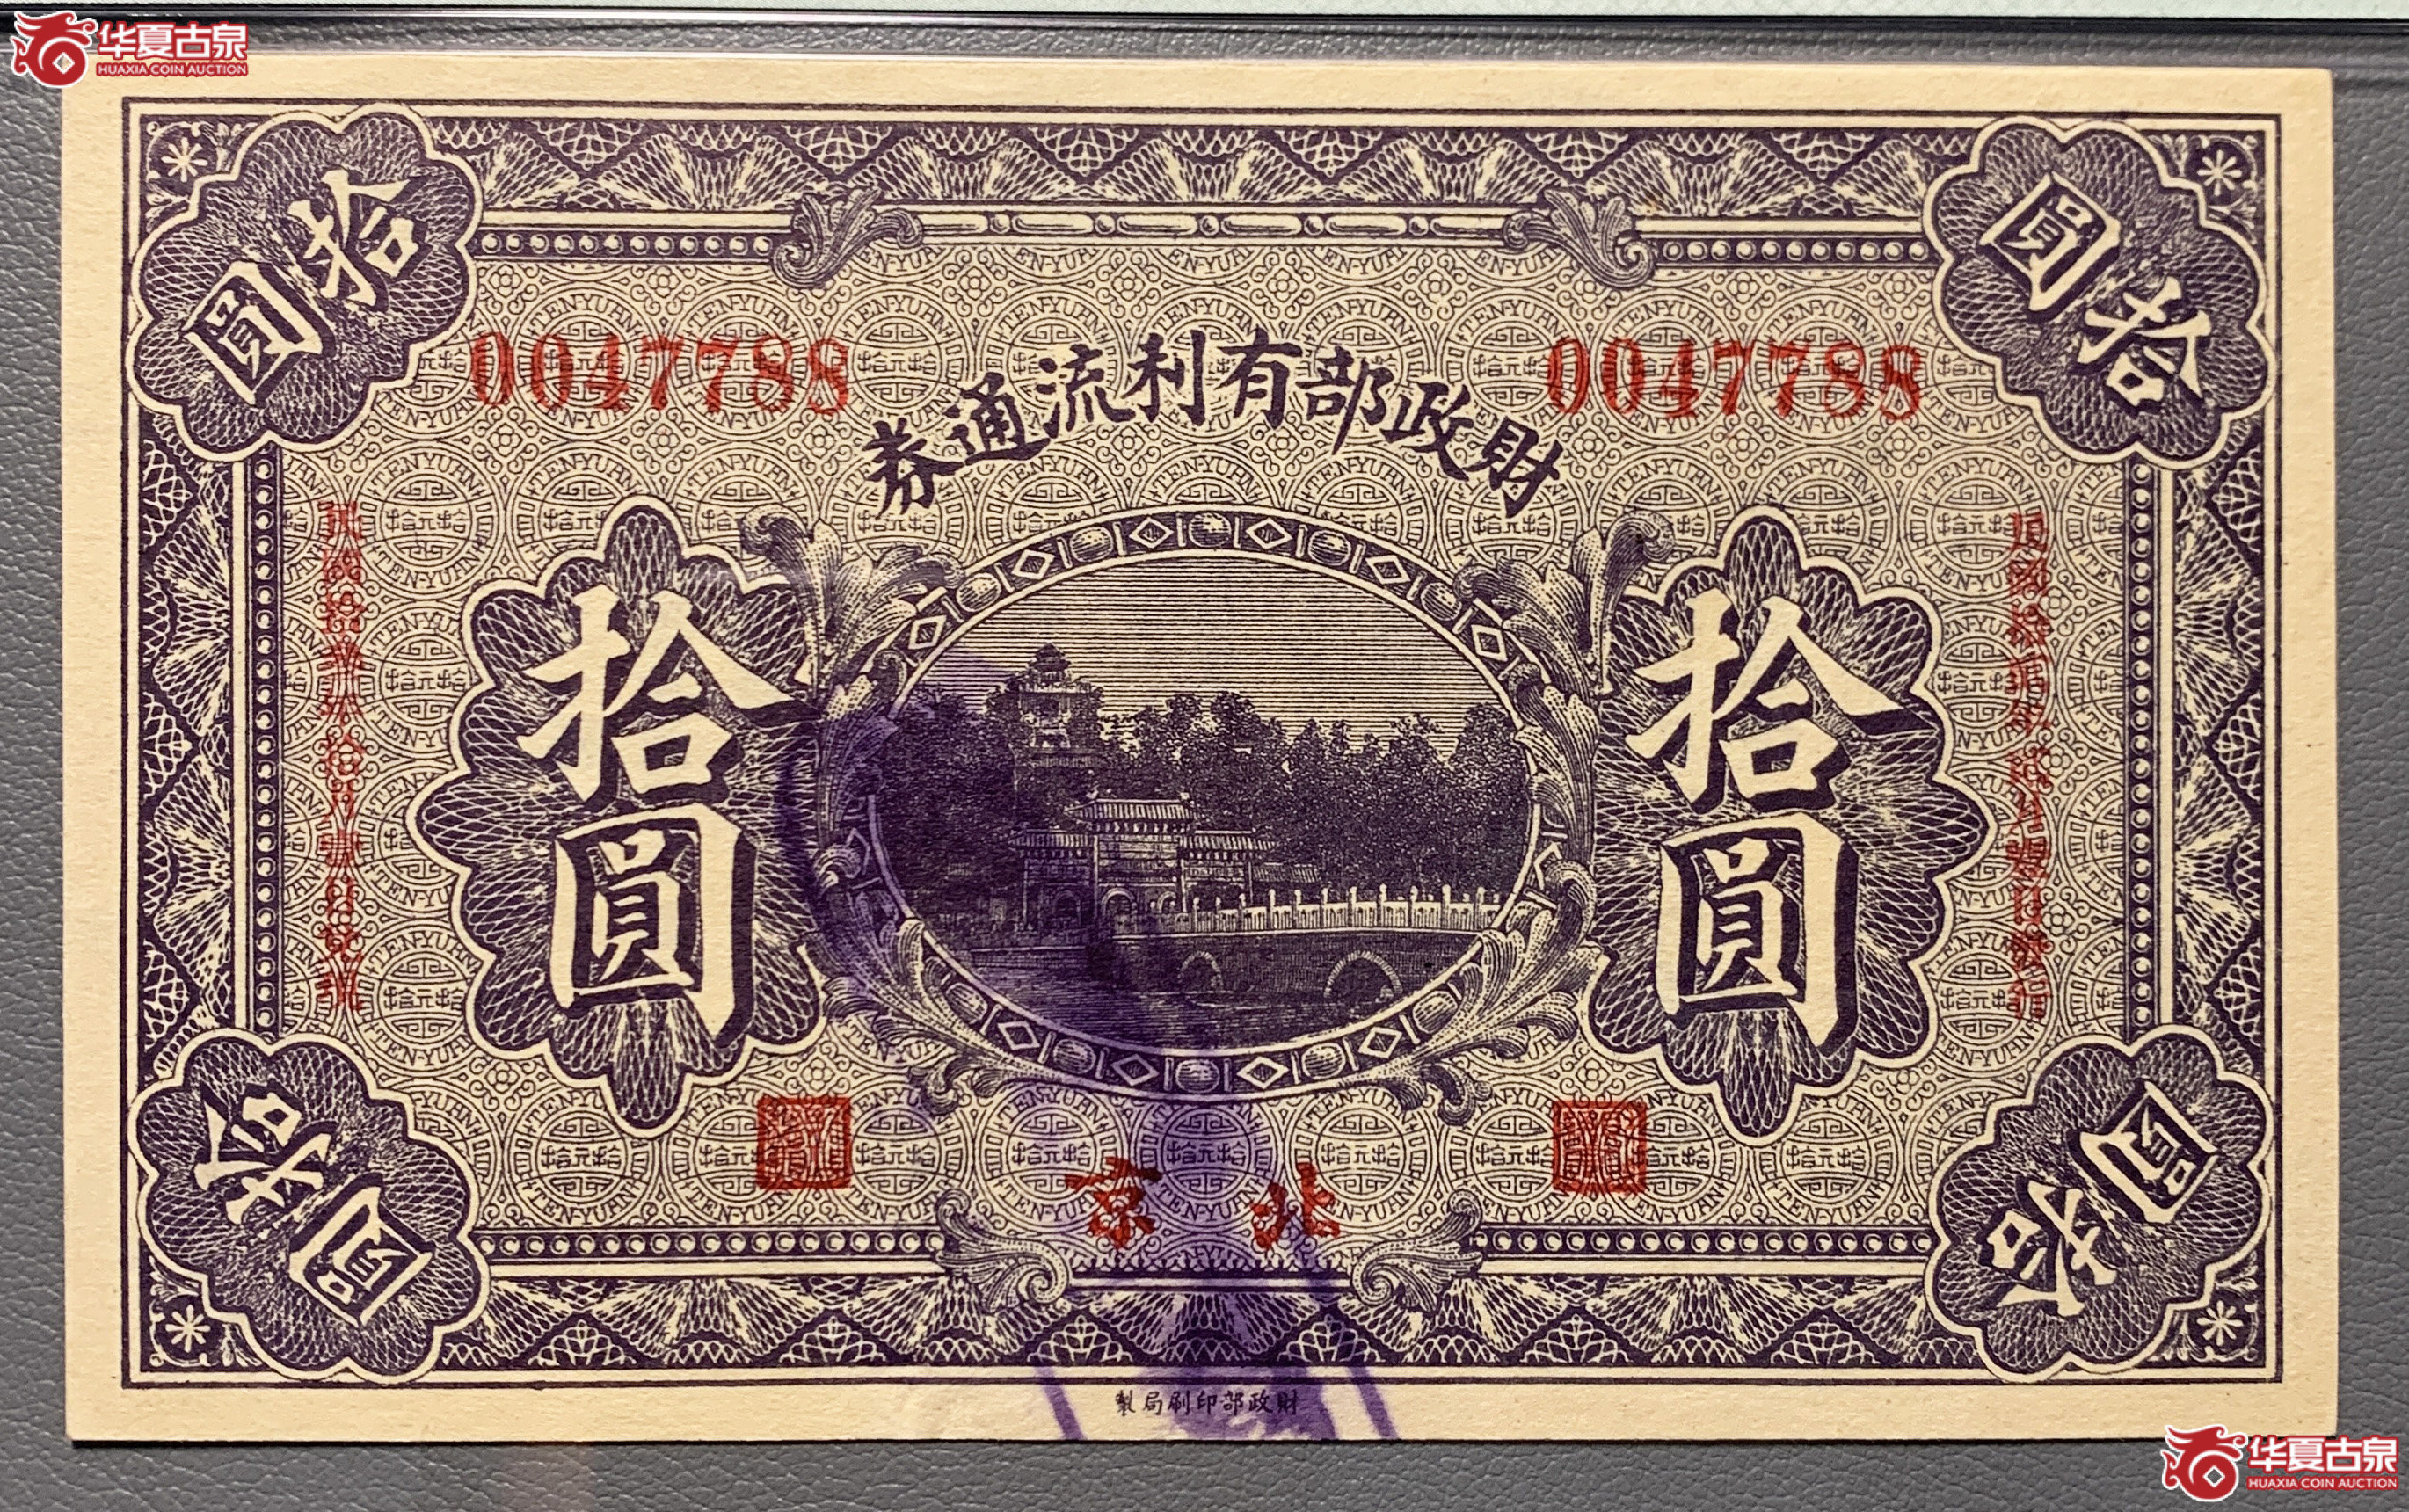 华夏古泉
HUAXIA COIN AUCTION
拾圓
拾圓
0047788
0047788
財政部有利流通券
拾圓
拾圓
TEN-YUAN
北京
拾圓
拾圓
財政部印刷局製
华夏古泉
HUAXIA COIN AUCTION